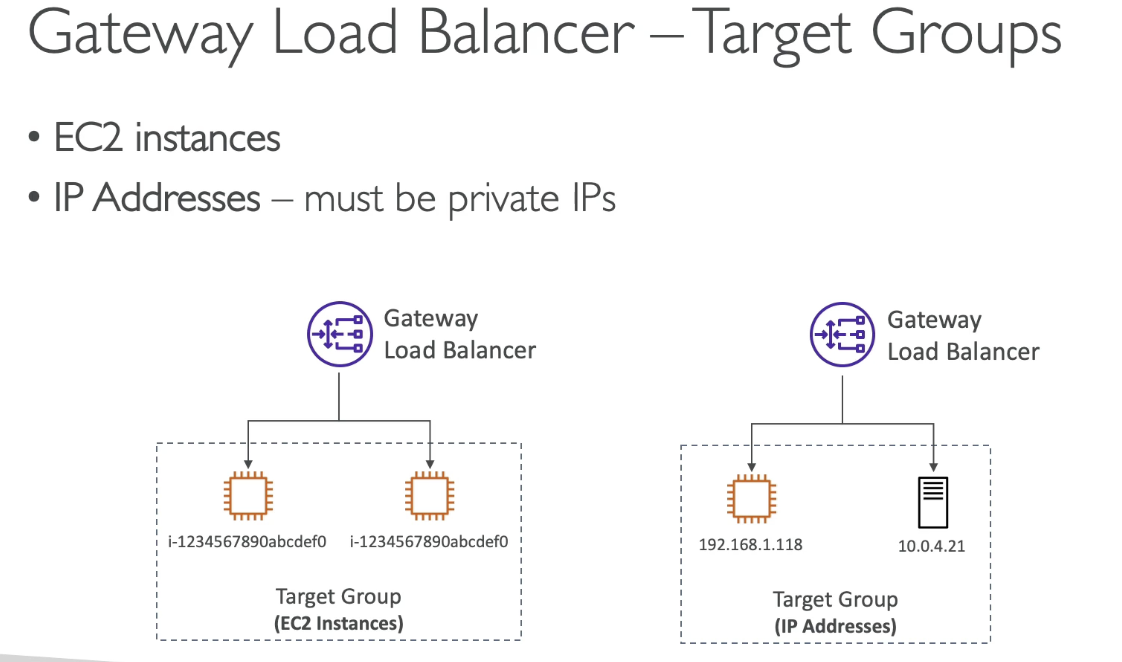 Gateway Load Balancer – Target Groups
• EC2 instances
• IP Addresses – must be private IPs
Gateway
Load Balancer
i-1234567890abcdef0
i-1234567890abcdef0
Target Group
(EC2 Instances)
Gateway
Load Balancer
192.168.1.118
10.0.4.21
Target Group
(IP Addresses)